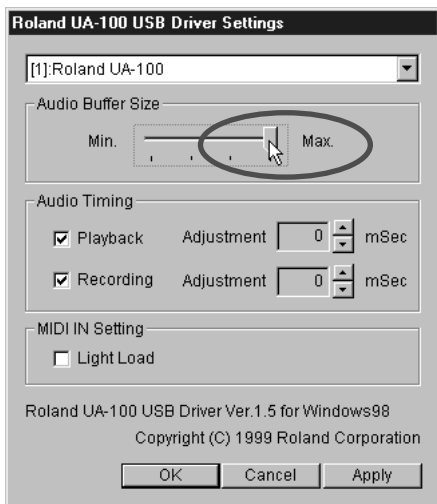 Roland UA-100 USB Driver Settings
[1]:Roland UA-100
Audio Buffer Size
Min. Max.
Audio Timing
Playback Adjustment 0 mSec
Recording Adjustment 0 mSec
MIDI IN Setting
Light Load
Roland UA-100 USB Driver Ver.1.5 for Windows98
Copyright (C) 1999 Roland Corporation
OK Cancel Apply